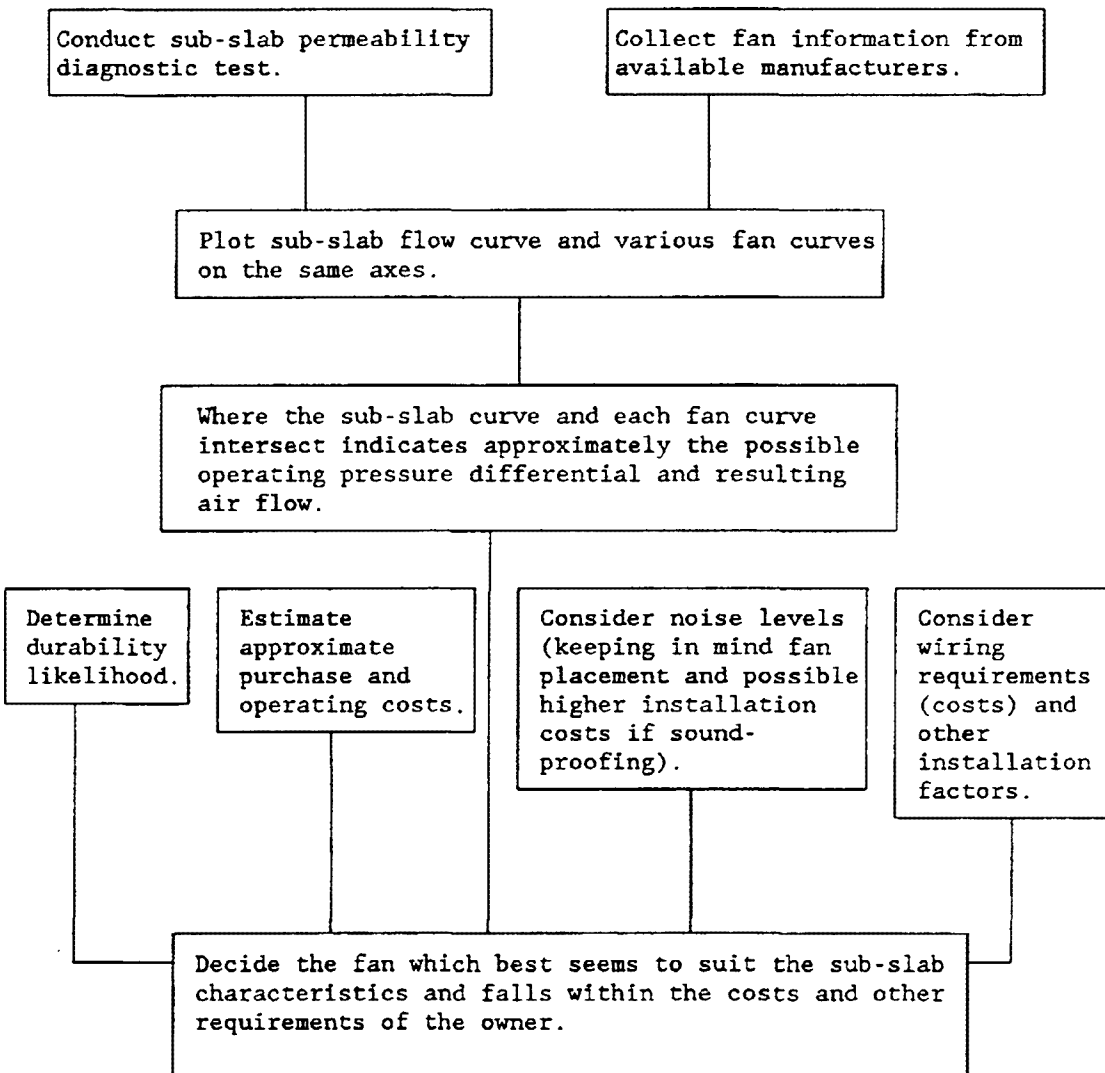 Conduct sub-slab permeability
diagnostic test.
Collect fan information from
available manufacturers.
Plot sub-slab flow curve and various fan curves
on the same axes.
Where the sub-slab curve and each fan curve
intersect indicates approximately the possible
operating pressure differential and resulting
air flow.
Determine
durability
likelihood.
Estimate
approximate
purchase and
operating costs.
Consider noise levels
(keeping in mind fan
placement and possible
higher installation
costs if sound-
proofing).
Consider
wiring
requirements
(costs) and
other
installation
factors.
Decide the fan which best seems to suit the sub-slab
characteristics and falls within the costs and other
requirements of the owner.